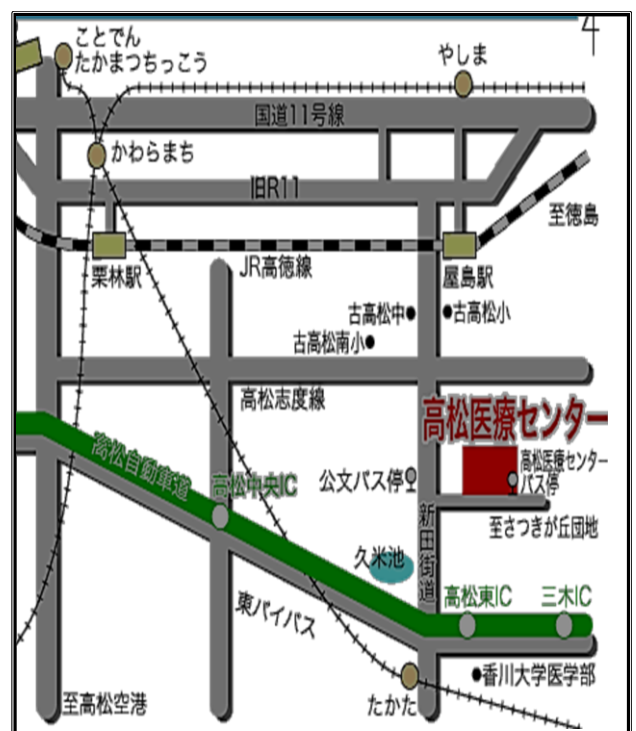 ことでん
たかまつちっこう
やしま
国道11号線
かわらまち
旧R11
至徳島
栗林駅
JR高徳線
屋島駅
古高松中
古高松小
古高松南小
高松志度線
高松医療センター
高松自動車道
高松中央IC
公文バス停
高松医療センター
バス停
新田街道
至さつきが丘団地
久米池
東バイパス
高松東IC
三木IC
香川大学医学部
至高松空港
たかた